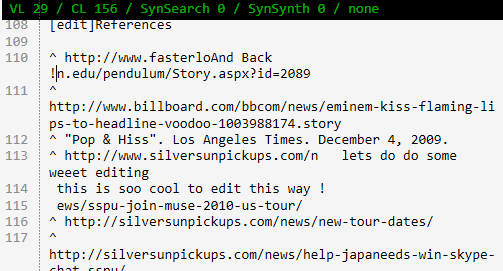 VL 29 / CL 156 / SynSearch 0 / SynSynth 0 / none
108 [edit]References
109
110 ^ http://www.fasterloAnd Back
!n.edu/pendulum/Story.aspx?id=2089
111 ^
http://www.billboard.com/bbcom/news/eminem-kiss-flaming-li
ps-to-headline-voodoo-1003988174.story
112 ^ "Pop & Hiss". Los Angeles Times. December 4, 2009.
113 ^ http://www.silversunpickups.com/n   lets do do some
weeet editing
114  this is soo cool to edit this way !
115  ews/sspu-join-muse-2010-us-tour/
116 ^ http://silversunpickups.com/news/new-tour-dates/
117 ^
http://silversunpickups.com/news/help-japaneeds-win-skype-
chat-sspu/